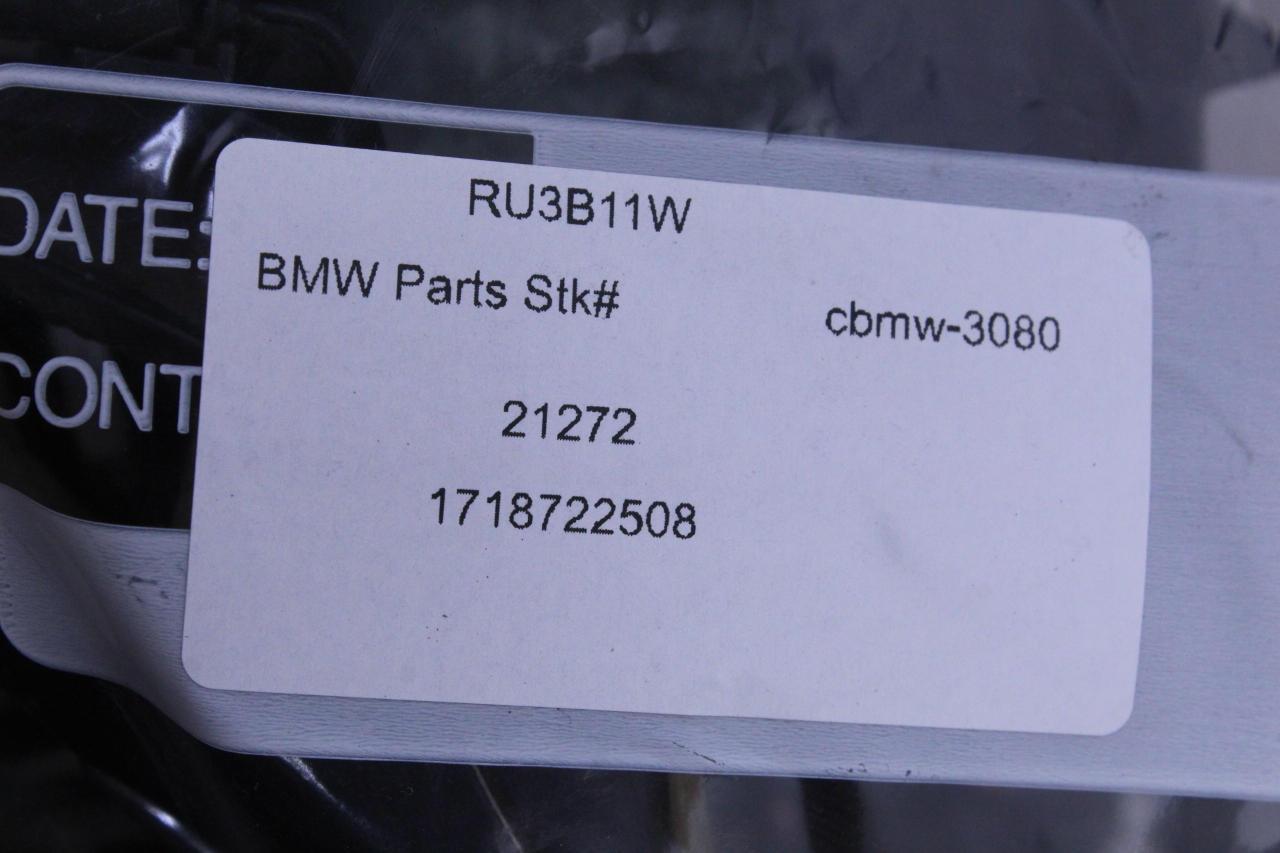 RU3B11W
BMW Parts Stk# cbmw-3080
21272
1718722508
DATE:
CONT